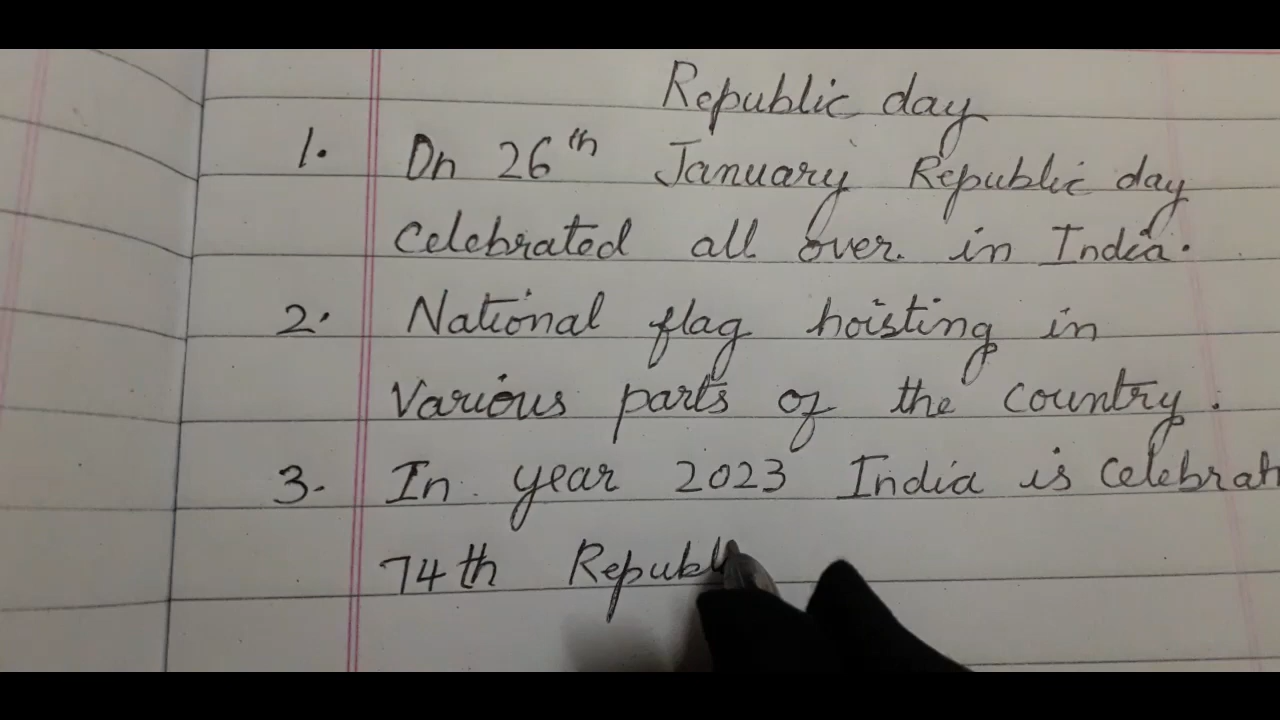 Republic day
1. On 26th January Republic day
celebrated all over in India.
2. National flag hoisting in
Various parts of the country.
3. In year 2023 India is celebrat
74th Republ